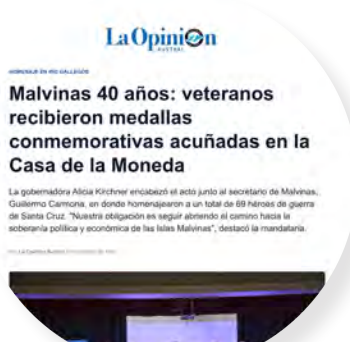 LaOpinión
AUSTRAL
HOMENAJE EN RÍO GALLEGOS
Malvinas 40 años: veteranos
recibieron medallas
conmemorativas acuñadas en la
Casa de la Moneda
La gobernadora Alicia Kirchner encabezó el acto junto al secretario de Malvinas,
Guillermo Carmona, en donde homenajearon a un total de 69 héroes de guerra
de Santa Cruz. "Nuestra obligación es seguir abriendo el camino hacia la
soberanía política y económica de las Islas Malvinas", destacó la mandataria.
Por La Opinión Austral